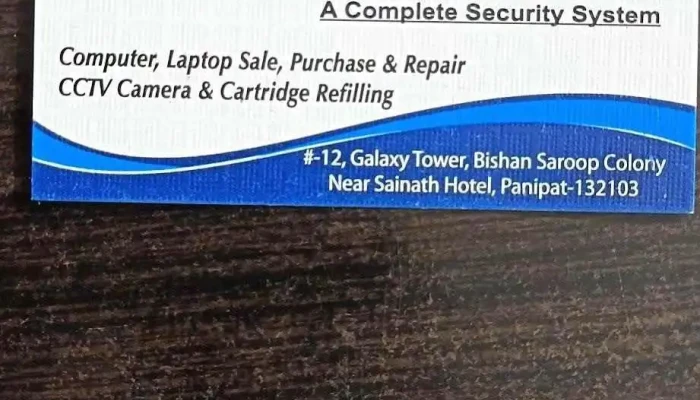 A Complete Security System
Computer, Laptop Sale, Purchase & Repair
CCTV Camera & Cartridge Refilling
#-12, Galaxy Tower, Bishan Saroop Colony
Near Sainath Hotel, Panipat-132103